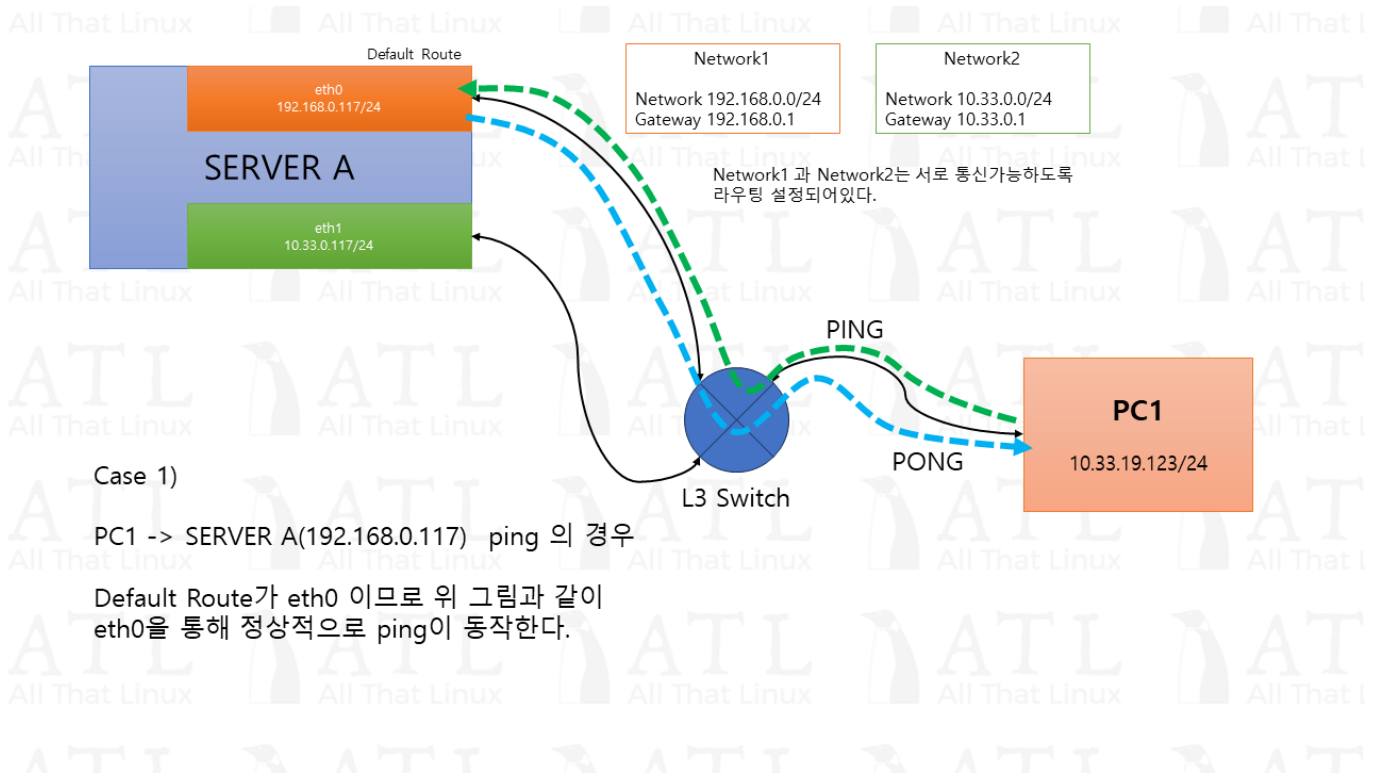 Default Route
eth0
192.168.0.117/24
SERVER A
eth1
10.33.0.117/24
Network1
Network 192.168.0.0/24
Gateway 192.168.0.1
Network2
Network 10.33.0.0/24
Gateway 10.33.0.1
Network1 과 Network2는 서로 통신가능하도록
라우팅 설정되어있다.
PING
PONG
L3 Switch
PC1
10.33.19.123/24
Case 1)
PC1 -> SERVER A(192.168.0.117) ping 의 경우
Default Route가 eth0 이므로 위 그림과 같이
eth0을 통해 정상적으로 ping이 동작한다.
ATL
All That Linux